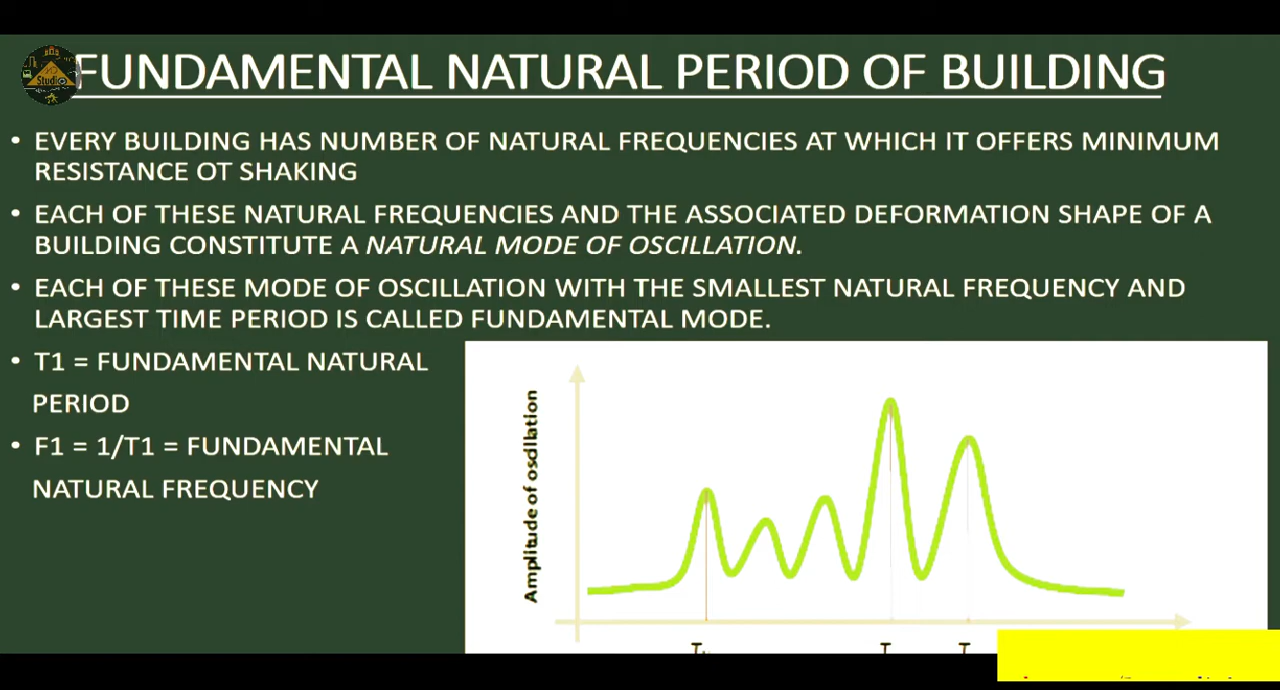 FUNDAMENTAL NATURAL PERIOD OF BUILDING
Studio
• EVERY BUILDING HAS NUMBER OF NATURAL FREQUENCIES AT WHICH IT OFFERS MINIMUM
RESISTANCE OT SHAKING
• EACH OF THESE NATURAL FREQUENCIES AND THE ASSOCIATED DEFORMATION SHAPE OF A
BUILDING CONSTITUTE A NATURAL MODE OF OSCILLATION.
• EACH OF THESE MODE OF OSCILLATION WITH THE SMALLEST NATURAL FREQUENCY AND
LARGEST TIME PERIOD IS CALLED FUNDAMENTAL MODE.
• T1 = FUNDAMENTAL NATURAL
PERIOD
• F1 = 1/T1 = FUNDAMENTAL
NATURAL FREQUENCY
Amplitude of oscillation